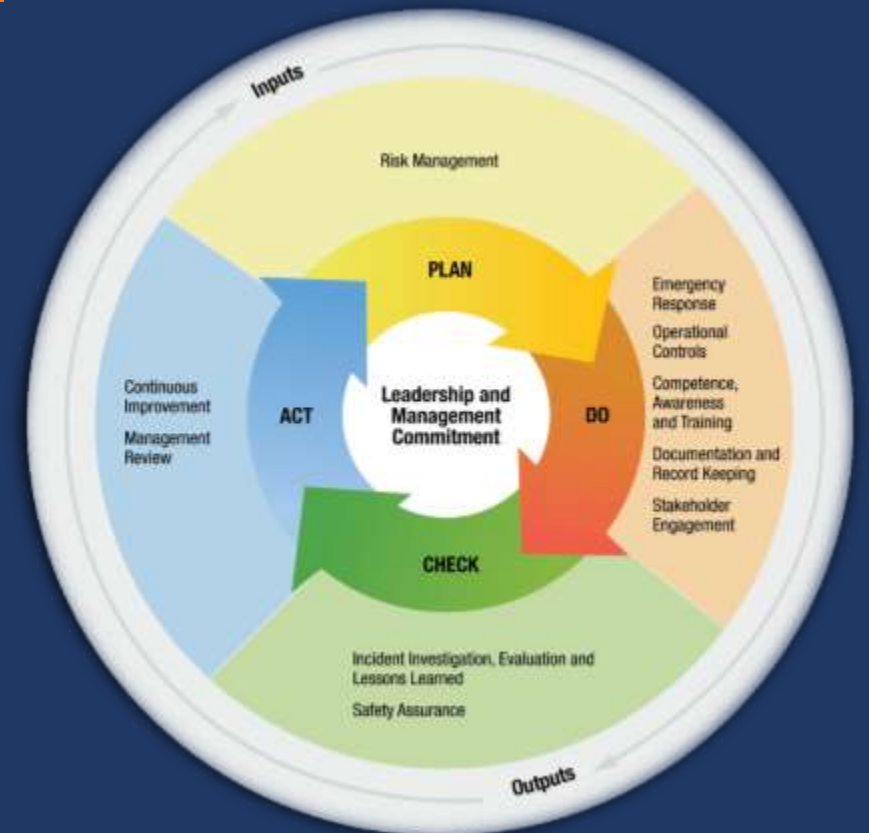 Inputs
Risk Management
PLAN
Emergency
Response
Operational
Controls
Competence,
Awareness
and Training
Documentation and
Record Keeping
Stakeholder
Engagement
DO
Leadership and
Management
Commitment
ACT
Continuous
Improvement
Management
Review
CHECK
Incident Investigation, Evaluation and
Lessons Learned
Safety Assurance
Outputs